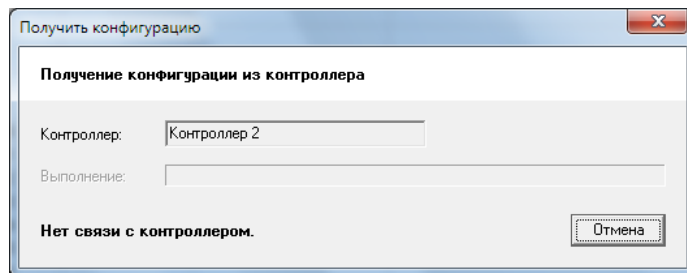 Получить конфигурацию
Получение конфигурации из контроллера
Контроллер: Контроллер 2
Выполнение:
Нет связи с контроллером. Отмена